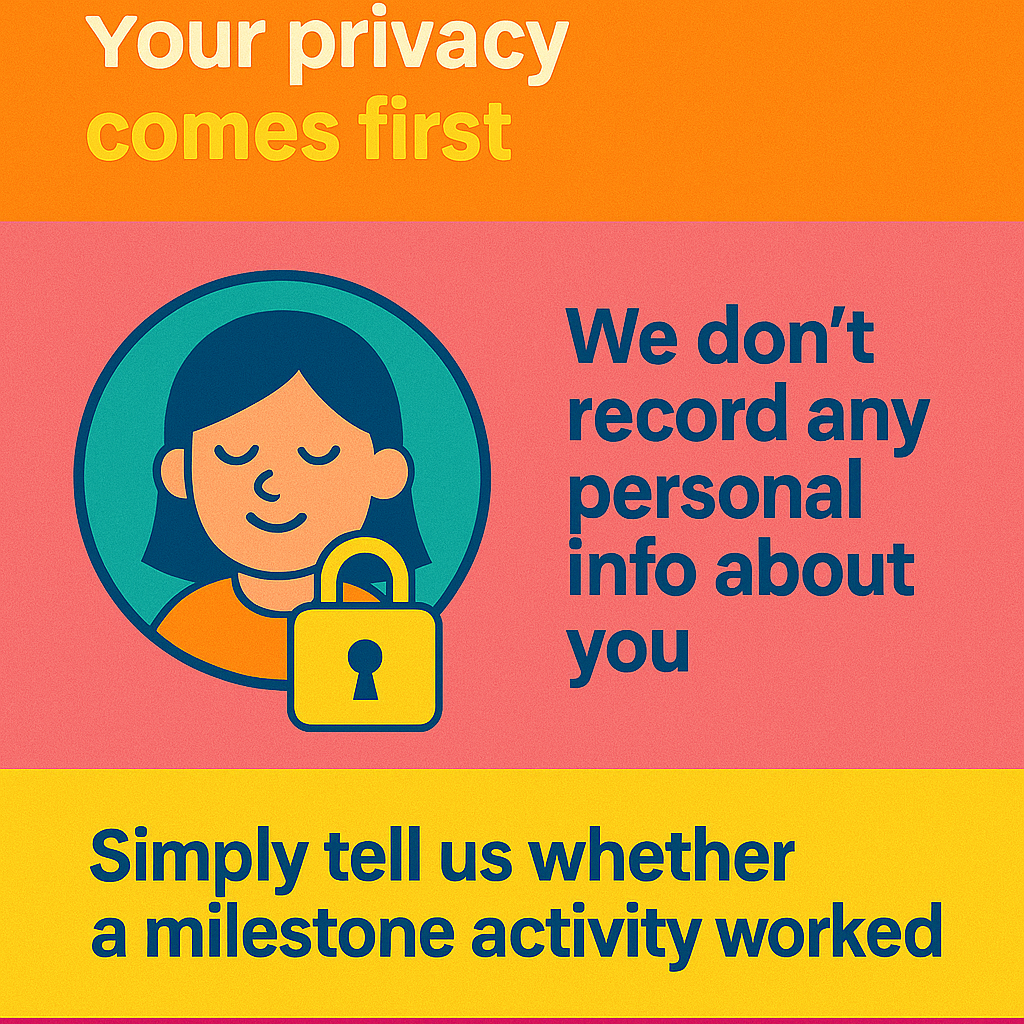 Your privacy
comes first
We don’t
record any
personal
info about
you
Simply tell us whether
a milestone activity worked